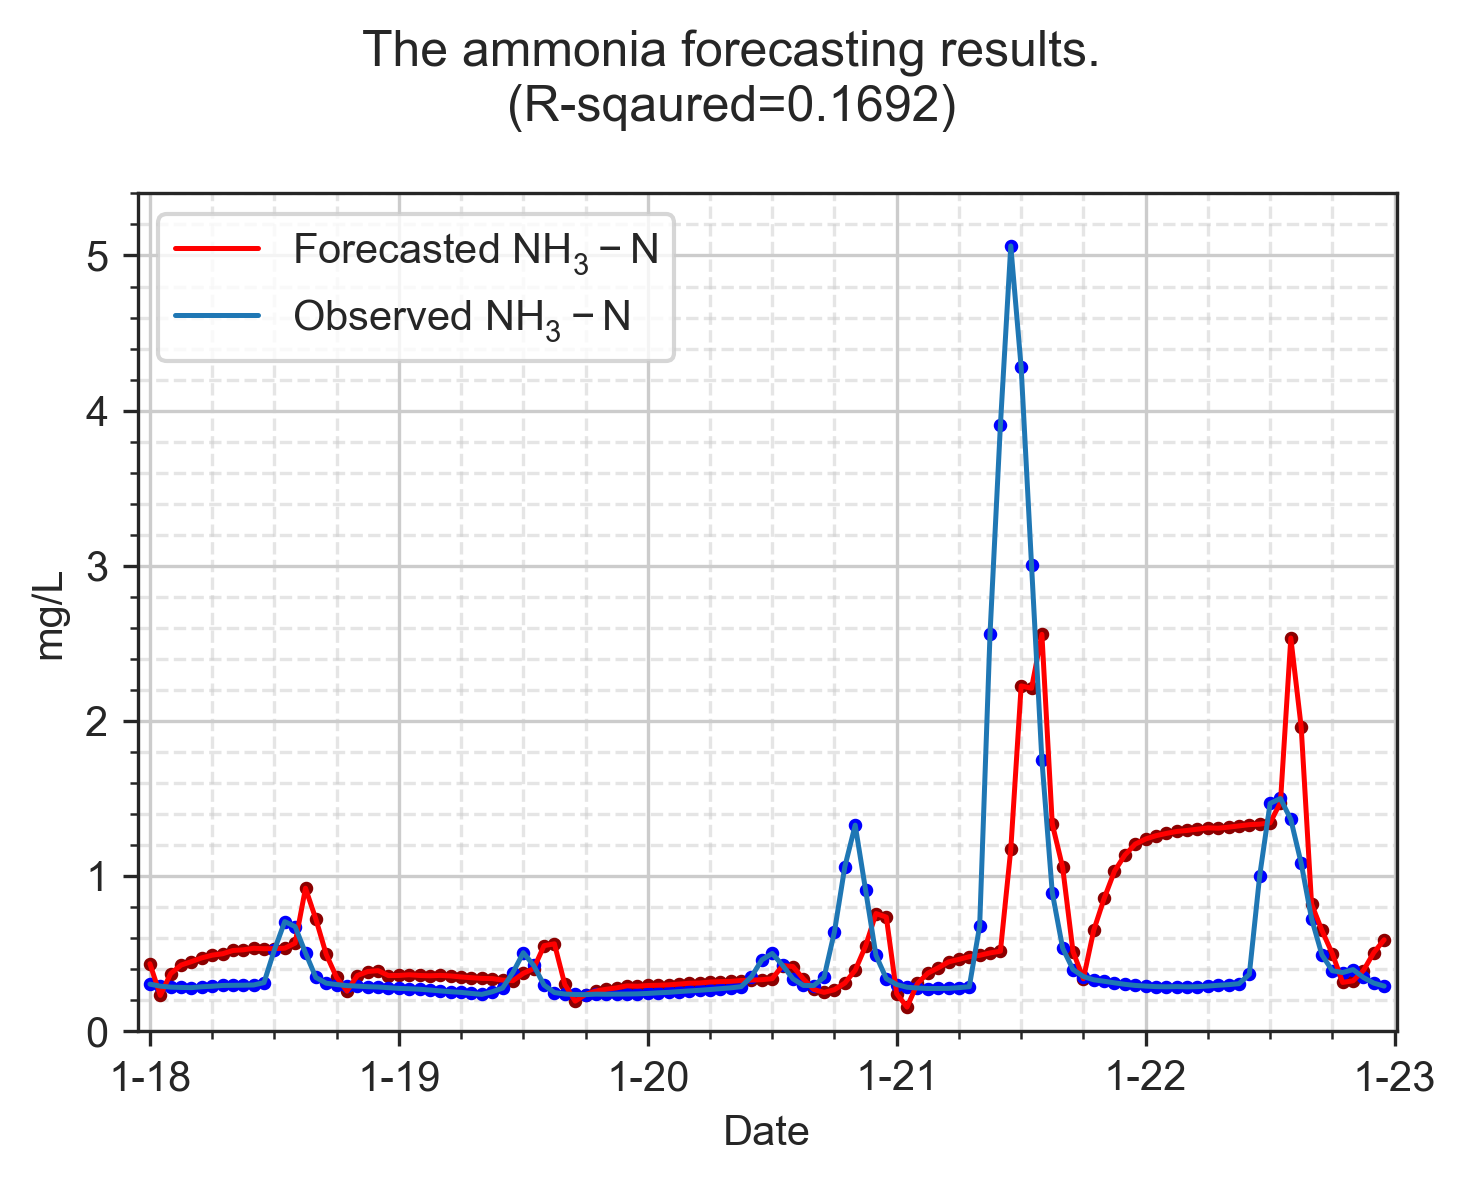 The ammonia forecasting results.
(R-sqaured=0.1692)
Forecasted NH₃ − N
Observed NH₃ − N
5
4
3
2
1
0
mg/L
1-18 1-19 1-20 1-21 1-22 1-23
Date